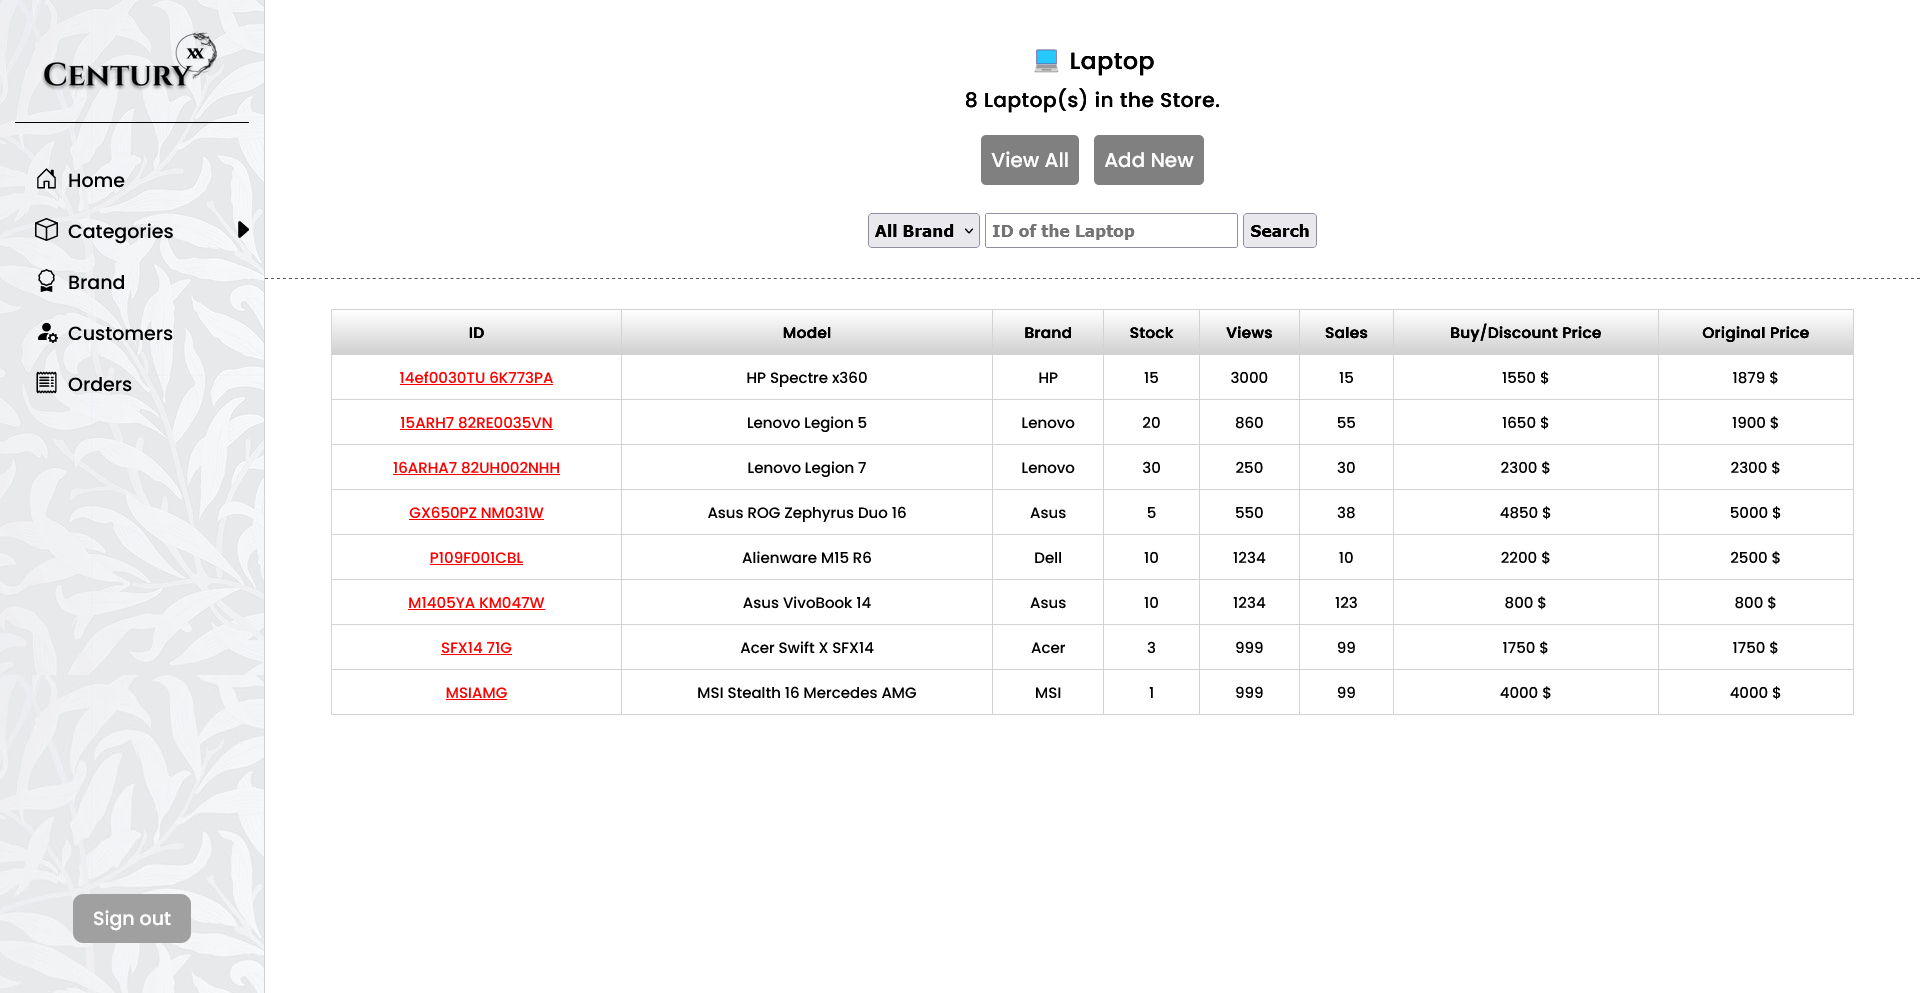 CENTURY XX
Home
Categories
Brand
Customers
Orders
Sign out
Laptop
8 Laptop(s) in the Store.
View All Add New
All Brand ID of the Laptop Search
ID Model Brand Stock Views Sales Buy/Discount Price Original Price
14ef0030TU 6K773PA HP Spectre x360 HP 15 3000 15 1550 $ 1879 $
15ARH7 82RE0035VN Lenovo Legion 5 Lenovo 20 860 55 1650 $ 1900 $
16ARHA7 82UH002NHH Lenovo Legion 7 Lenovo 30 250 30 2300 $ 2300 $
GX650PZ NM031W Asus ROG Zephyrus Duo 16 Asus 5 550 38 4850 $ 5000 $
P109F001CBL Alienware M15 R6 Dell 10 1234 10 2200 $ 2500 $
M1405YA KM047W Asus VivoBook 14 Asus 10 1234 123 800 $ 800 $
SFX14 71G Acer Swift X SFX14 Acer 3 999 99 1750 $ 1750 $
MSIAMG MSI Stealth 16 Mercedes AMG MSI 1 999 99 4000 $ 4000 $